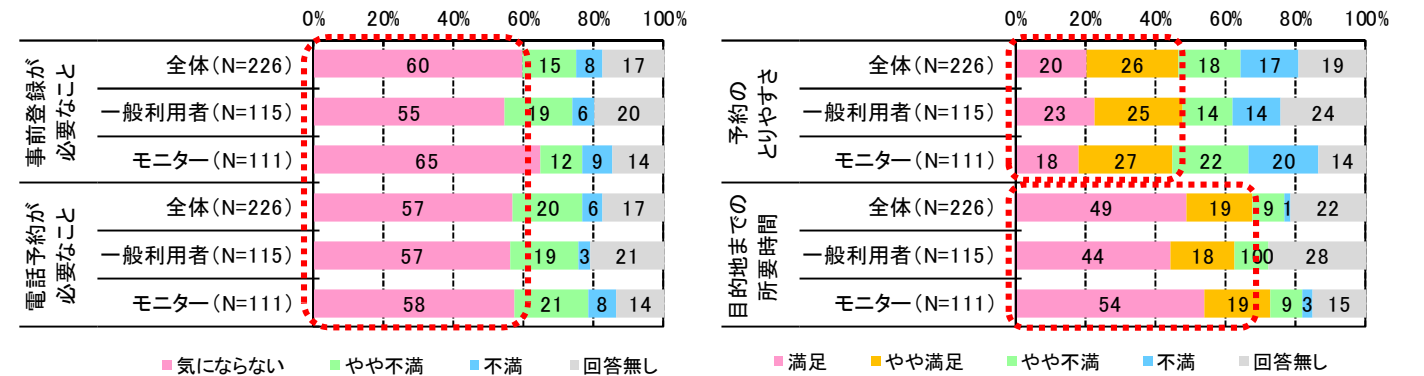 0% 20% 40% 60% 80% 100%
事前登録が
必要なこと
全体(N=226) 60 15 8 17
一般利用者(N=115) 55 19 6 20
モニター(N=111) 65 12 9 14
電話予約が
必要なこと
全体(N=226) 57 20 6 17
一般利用者(N=115) 57 19 3 21
モニター(N=111) 58 21 8 14
気にならない やや不満 不満 回答無し
0% 20% 40% 60% 80% 100%
予約の
とりやすさ
全体(N=226) 20 26 18 17 19
一般利用者(N=115) 23 25 14 14 24
モニター(N=111) 18 27 22 20 14
目的地までの
所要時間
全体(N=226) 49 19 9 1 22
一般利用者(N=115) 44 18 10 0 28
モニター(N=111) 54 19 9 3 15
満足 やや満足 やや不満 不満 回答無し